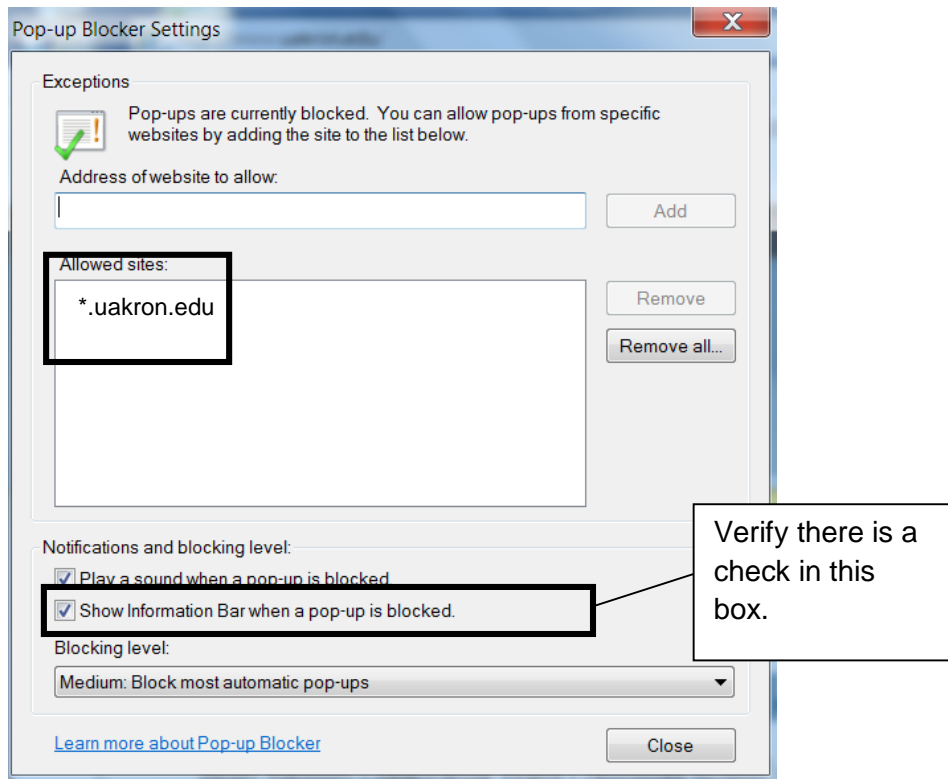 Pop-up Blocker Settings
Exceptions
Pop-ups are currently blocked. You can allow pop-ups from specific
websites by adding the site to the list below.
Address of website to allow:
Add
Allowed sites:
*.uakron.edu
Remove
Remove all...
Verify there is a
check in this
box.
Notifications and blocking level:
Play a sound when a pop-up is blocked
Show Information Bar when a pop-up is blocked.
Blocking level:
Medium: Block most automatic pop-ups
Learn more about Pop-up Blocker
Close